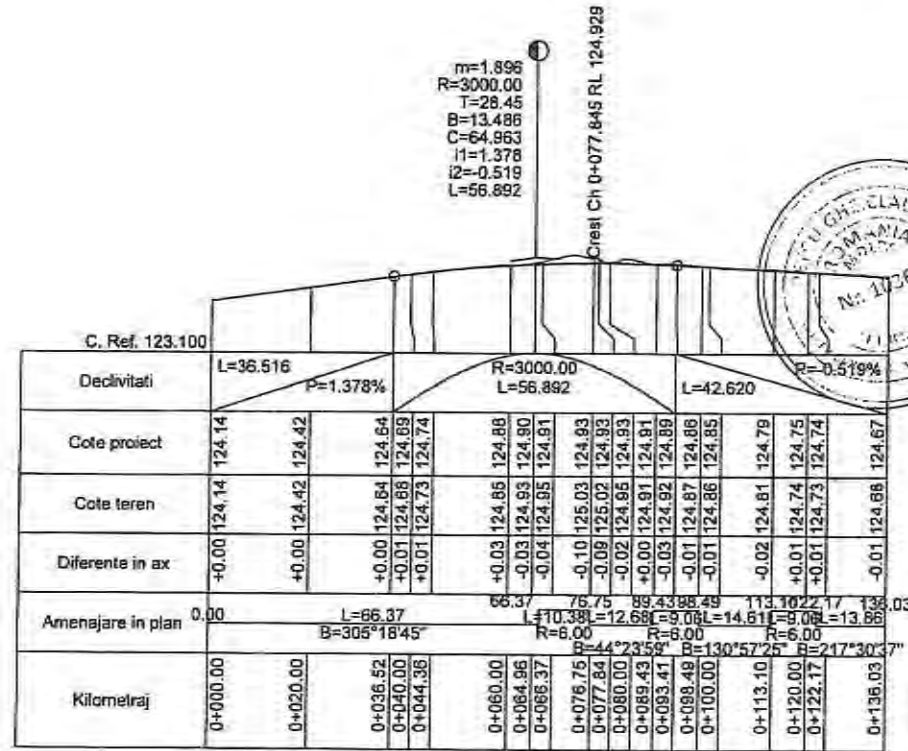 Crest Ch 0+077.845 RL 124.929
m=1.896
R=3000.00
T=28.45
B=13.486
C=64.963
i1=1.378
i2=-0.519
L=56.892
C. Ref. 123.100
Declivitati
L=36.516
P=1.378%
R=3000.00
L=56.892
L=42.620
P=-0.519%
Cote proiect
124.14 124.42 124.64 124.69 124.74 124.88 124.90 124.91 124.93 124.93 124.93 124.91 124.89 124.86 124.85 124.79 124.75 124.74 124.67
Cote teren
124.14 124.42 124.64 124.68 124.73 124.85 124.93 124.95 125.03 125.02 124.95 124.91 124.92 124.87 124.86 124.81 124.74 124.73 124.68
Diferente in ax
+0.00 +0.00 +0.00 +0.01 +0.01 +0.03 -0.03 -0.04 -0.10 -0.09 -0.02 +0.00 -0.03 -0.01 -0.01 -0.02 +0.01 +0.01 -0.01
Amenajare in plan
0.00 66.37 76.75 89.43 98.49 113.10 122.17 136.03
L=66.37 L=10.38 L=12.68 L=9.06 L=14.61 L=9.06 L=13.86
B=305°18'45" R=6.00 R=6.00 R=6.00
B=44°23'59" B=130°57'25" B=217°30'37"
Kilometraj
0+000.00 0+020.00 0+036.52 0+040.00 0+044.36 0+060.00 0+064.96 0+066.37 0+076.75 0+077.84 0+080.00 0+089.43 0+093.41 0+098.49 0+100.00 0+113.10 0+120.00 0+122.17 0+136.03
ROMANIA